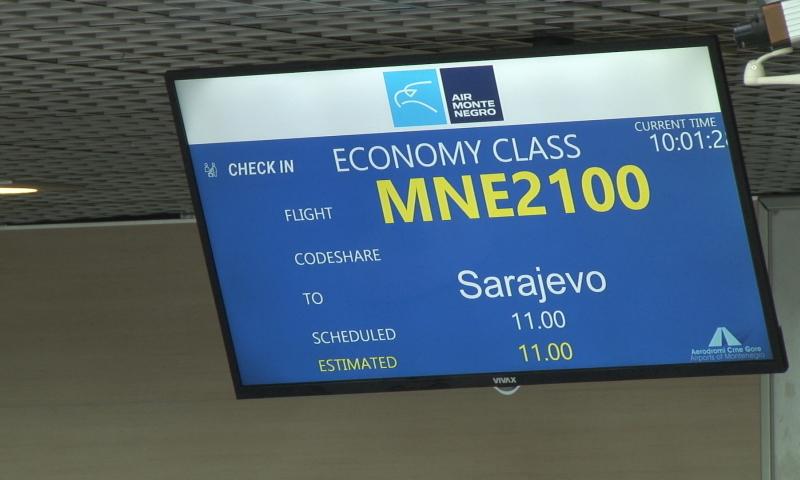 AIR
MONTE
NEGRO
CURRENT TIME
CHECK IN ECONOMY CLASS 10:01:2
FLIGHT MNE2100
CODESHARE
TO Sarajevo
SCHEDULED 11.00
ESTIMATED 11.00
Aerodromi Crne Gore
Airports of Montenegro
VIVAX